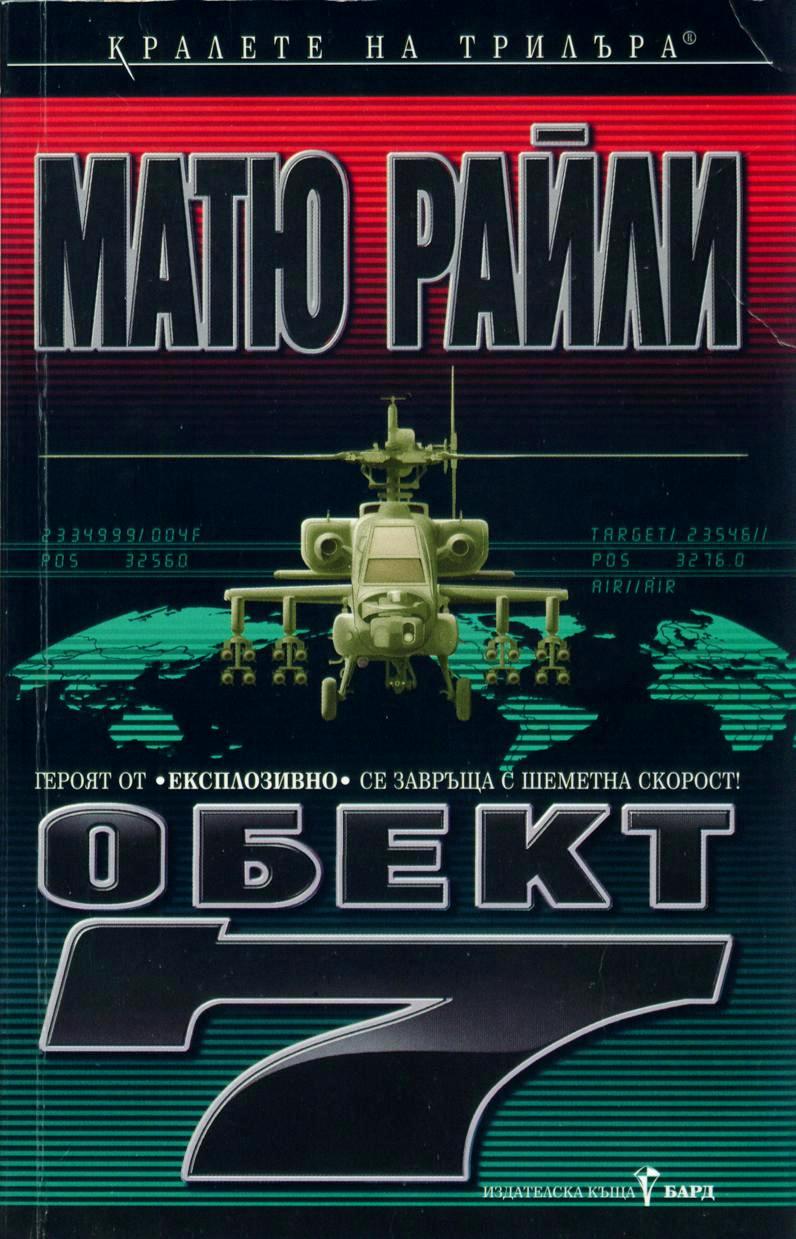 КРАЛЕТЕ НА ТРИЛЪРА®
МАТЮ РАЙЛИ
2334999/004F
POS 32560
TARGET/ 23546//
POS 3276.0
AIR//AIR
ГЕРОЯТ ОТ •ЕКСПЛОЗИВНО• СЕ ЗАВРЪЩА С ШЕМЕТНА СКОРОСТ!
ОБЕКТ
7
ИЗДАТЕЛСКА КЪЩА БАРД